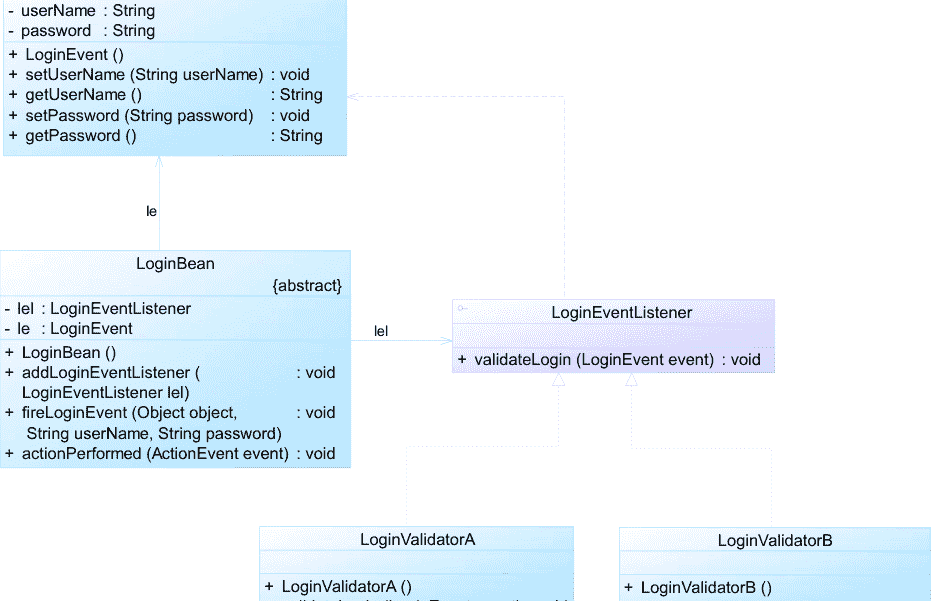 - userName : String
- password : String
+ LoginEvent ()
+ setUserName (String userName) : void
+ getUserName () : String
+ setPassword (String password) : void
+ getPassword () : String
le
LoginBean
{abstract}
- lel : LoginEventListener
- le : LoginEvent
+ LoginBean ()
+ addLoginEventListener ( : void
LoginEventListener lel)
+ fireLoginEvent (Object object, : void
String userName, String password)
+ actionPerformed (ActionEvent event) : void
lel
LoginEventListener
+ validateLogin (LoginEvent event) : void
LoginValidatorA
+ LoginValidatorA ()
LoginValidatorB
+ LoginValidatorB ()